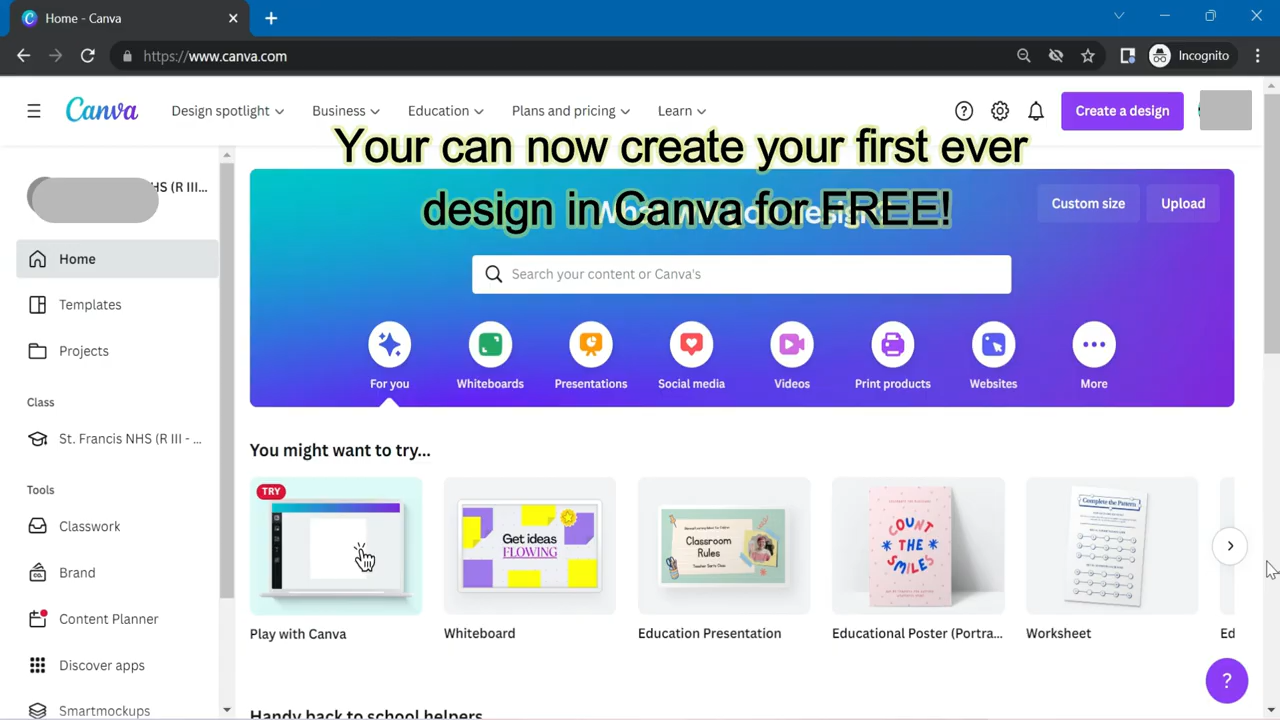 Home - Canva
https://www.canva.com
Incognito
Canva
Design spotlight
Business
Education
Plans and pricing
Learn
Create a design
Your can now create your first ever
design in Canva for FREE!
Custom size
Upload
HS (R III...
Home
Templates
Projects
Class
St. Francis NHS (R III - ...
Tools
Classwork
Brand
Content Planner
Discover apps
Smartmockups
Search your content or Canva's
For you
Whiteboards
Presentations
Social media
Videos
Print products
Websites
More
You might want to try...
TRY
Get ideas
FLOWING
Classroom
Rules
COUNT
THE
SMILES
Complete the Pattern
Play with Canva
Whiteboard
Education Presentation
Educational Poster (Portra...
Worksheet
Ed
?
Handy back to school helpers